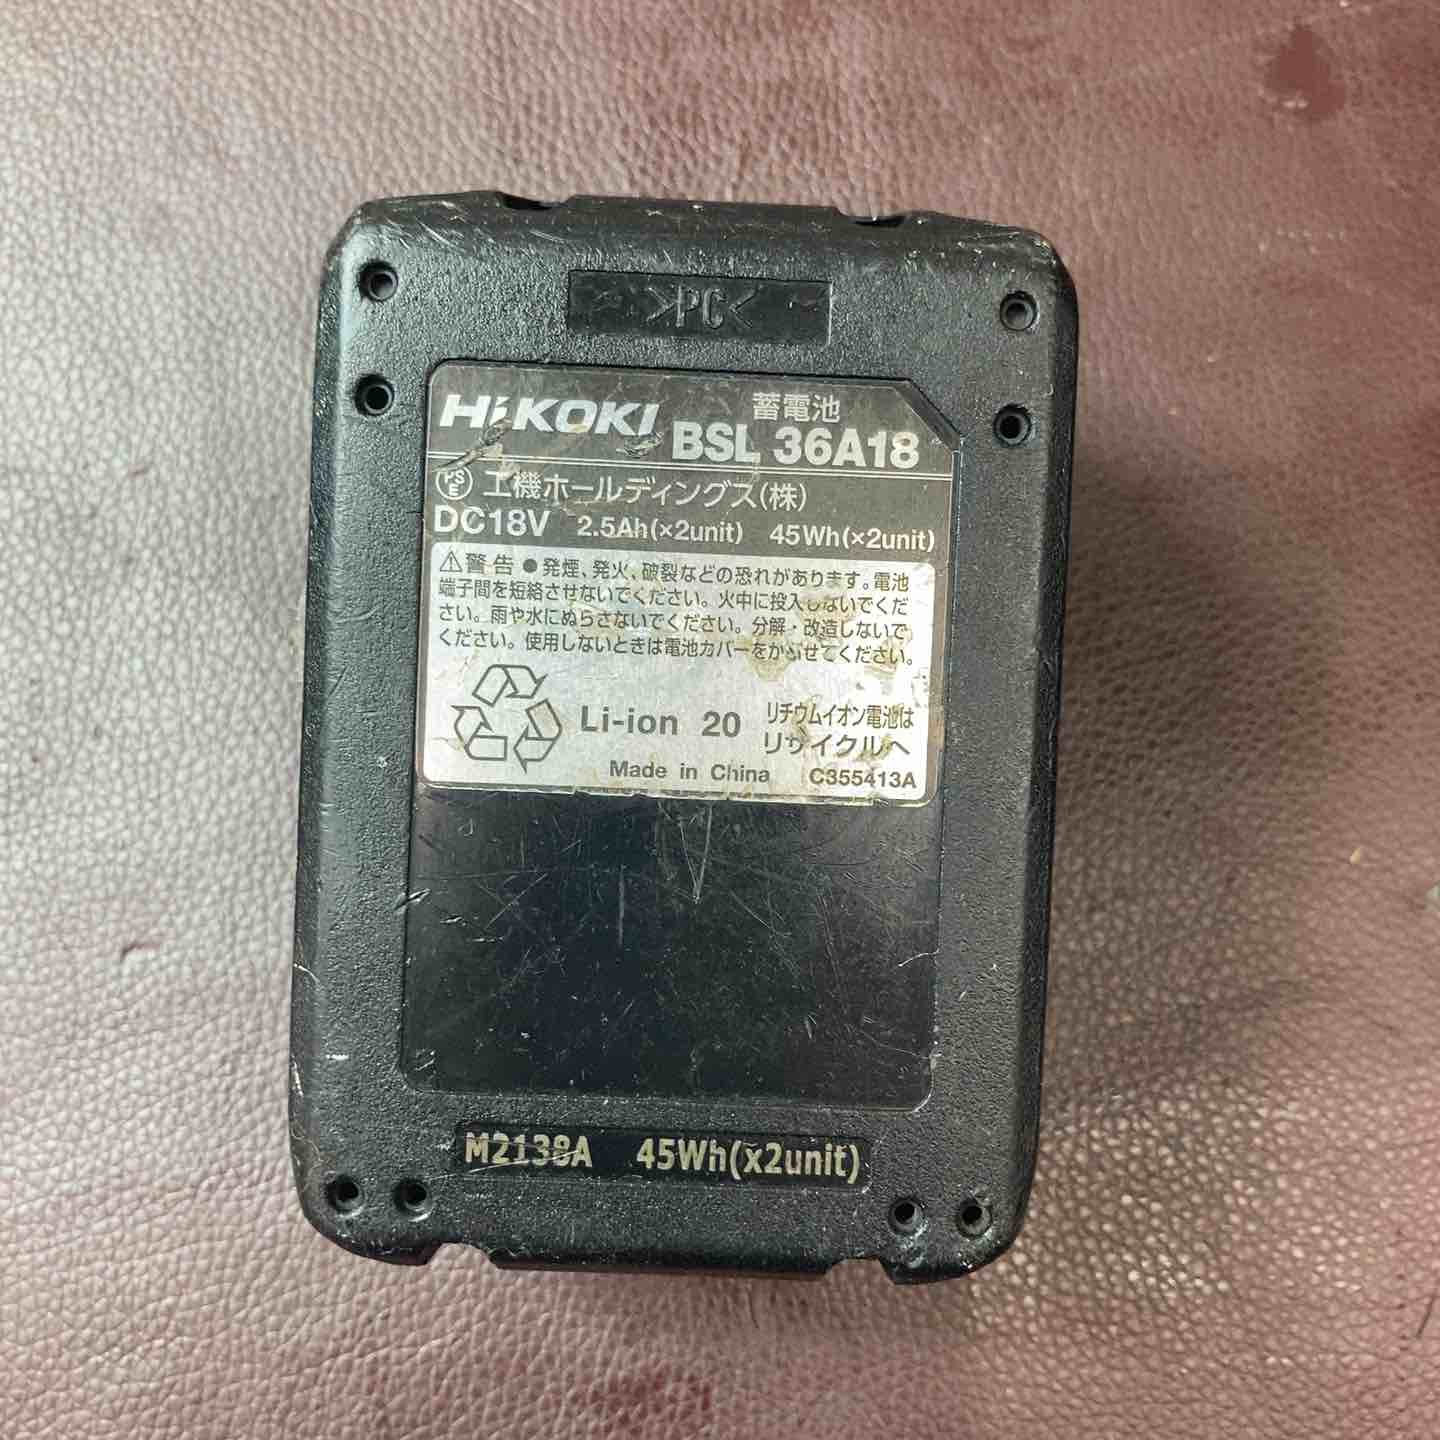 >PC<
HiKOKI 蓄電池
BSL 36A18
PSE 工機ホールディングス(株)
DC18V 2.5Ah(×2unit) 45Wh(×2unit)
⚠警告 ●発煙、発火、破裂などの恐れがあります。電池
端子間を短絡させないでください。火中に投入しないでくだ
さい。雨や水にぬらさないでください。分解・改造しないで
ください。使用しないときは電池カバーをかぶせてください。
Li-ion 20 リチウムイオン電池は
リサイクルへ
Made in China C355413A
M2138A 45Wh(x2unit)